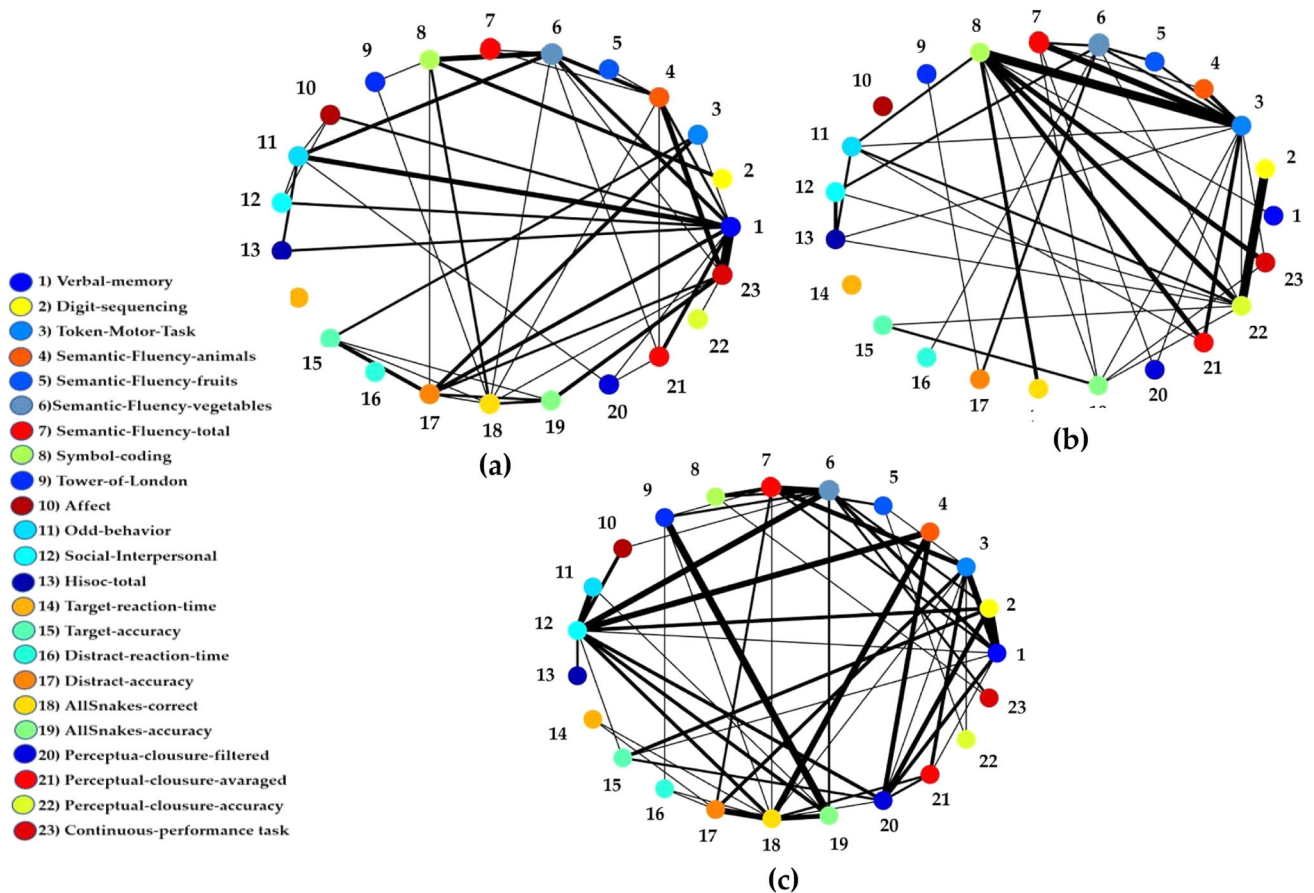 1) Verbal-memory
2) Digit-sequencing
3) Token-Motor-Task
4) Semantic-Fluency-animals
5) Semantic-Fluency-fruits
6)Semantic-Fluency-vegetables
7) Semantic-Fluency-total
8) Symbol-coding
9) Tower-of-London
10) Affect
11) Odd-behavior
12) Social-Interpersonal
13) Hisoc-total
14) Target-reaction-time
15) Target-accuracy
16) Distract-reaction-time
17) Distract-accuracy
18) AllSnakes-correct
19) AllSnakes-accuracy
20) Perceptua-clousure-filtered
21) Perceptual-clousure-avaraged
22) Perceptual-clousure-accuracy
23) Continuous-performance task
1
2
3
4
5
6
7
8
9
10
11
12
13
15
16
17
18
19
20
21
22
23
(a)
1
2
3
4
5
6
7
8
9
10
11
12
13
14
15
16
17
20
21
22
23
(b)
1
2
3
4
5
6
7
8
9
10
11
12
13
14
15
16
17
18
19
20
21
22
23
(c)